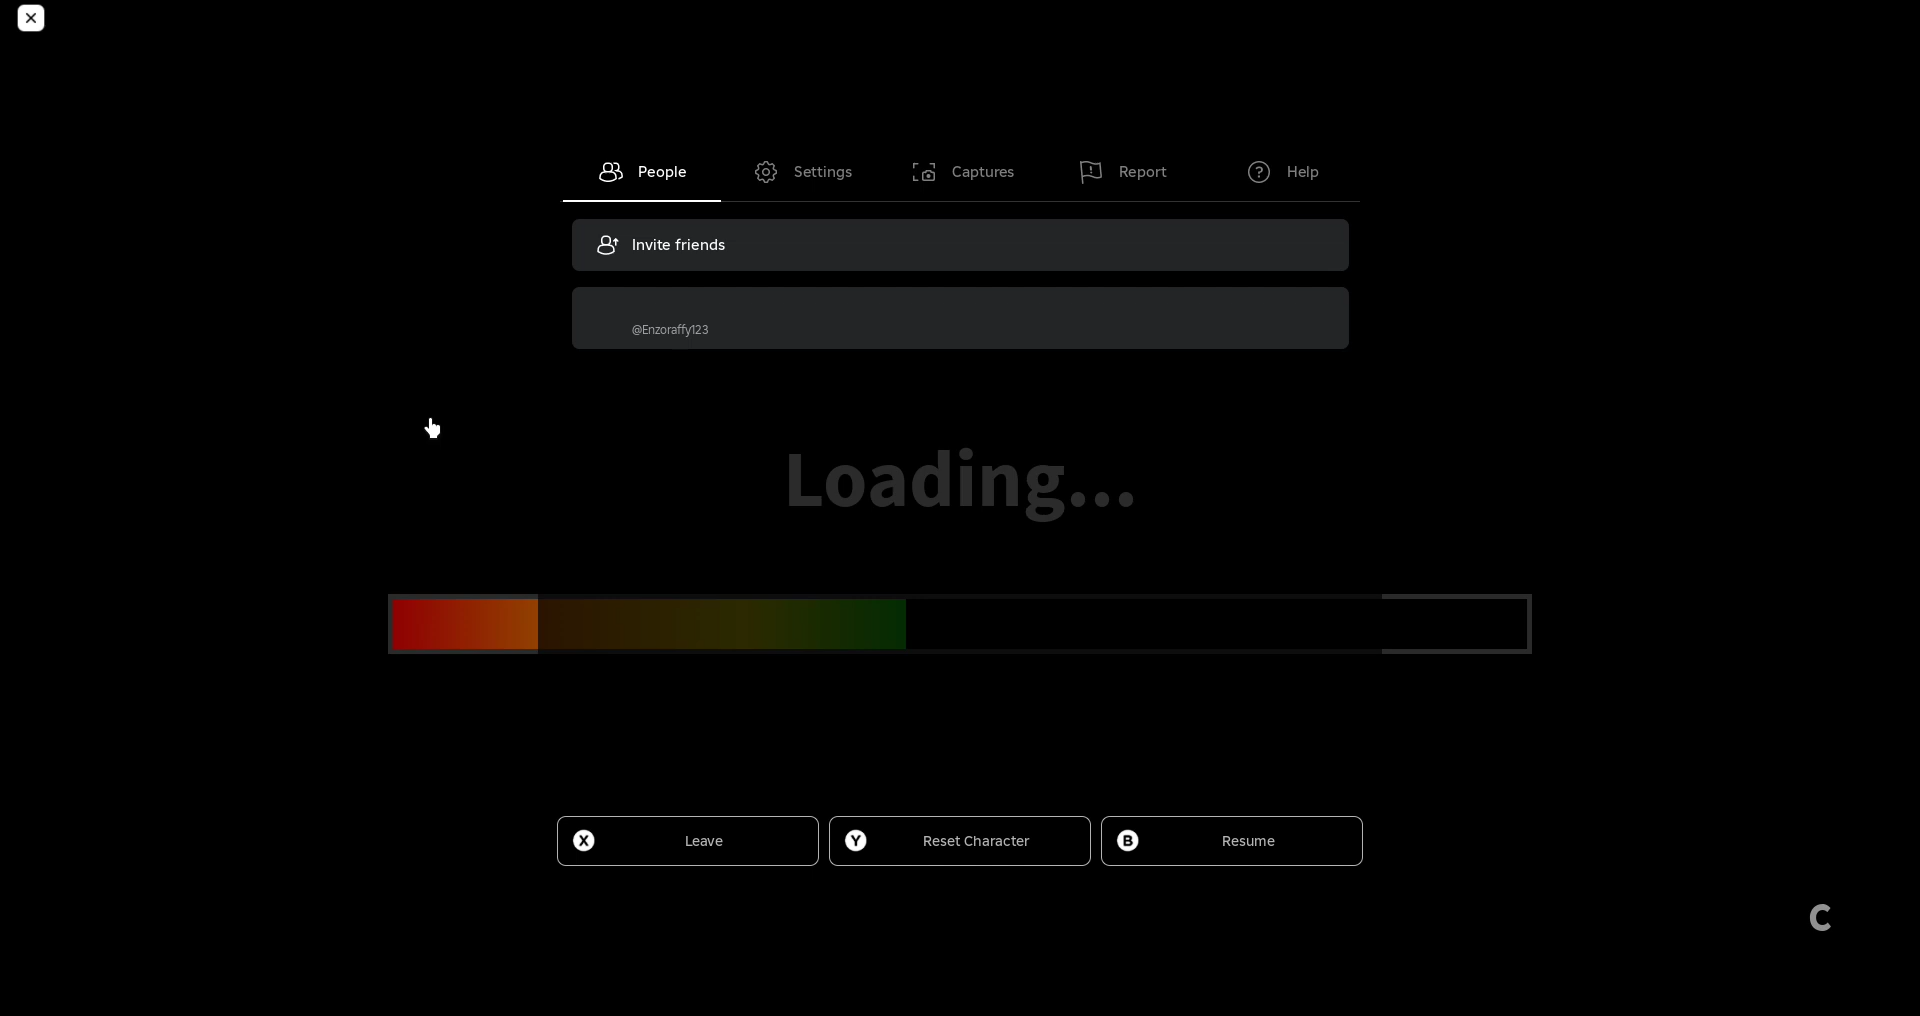 People
Settings
Captures
Report
Help
Invite friends
@Enzoraffy123
Loading...
X Leave
Y Reset Character
B Resume
C